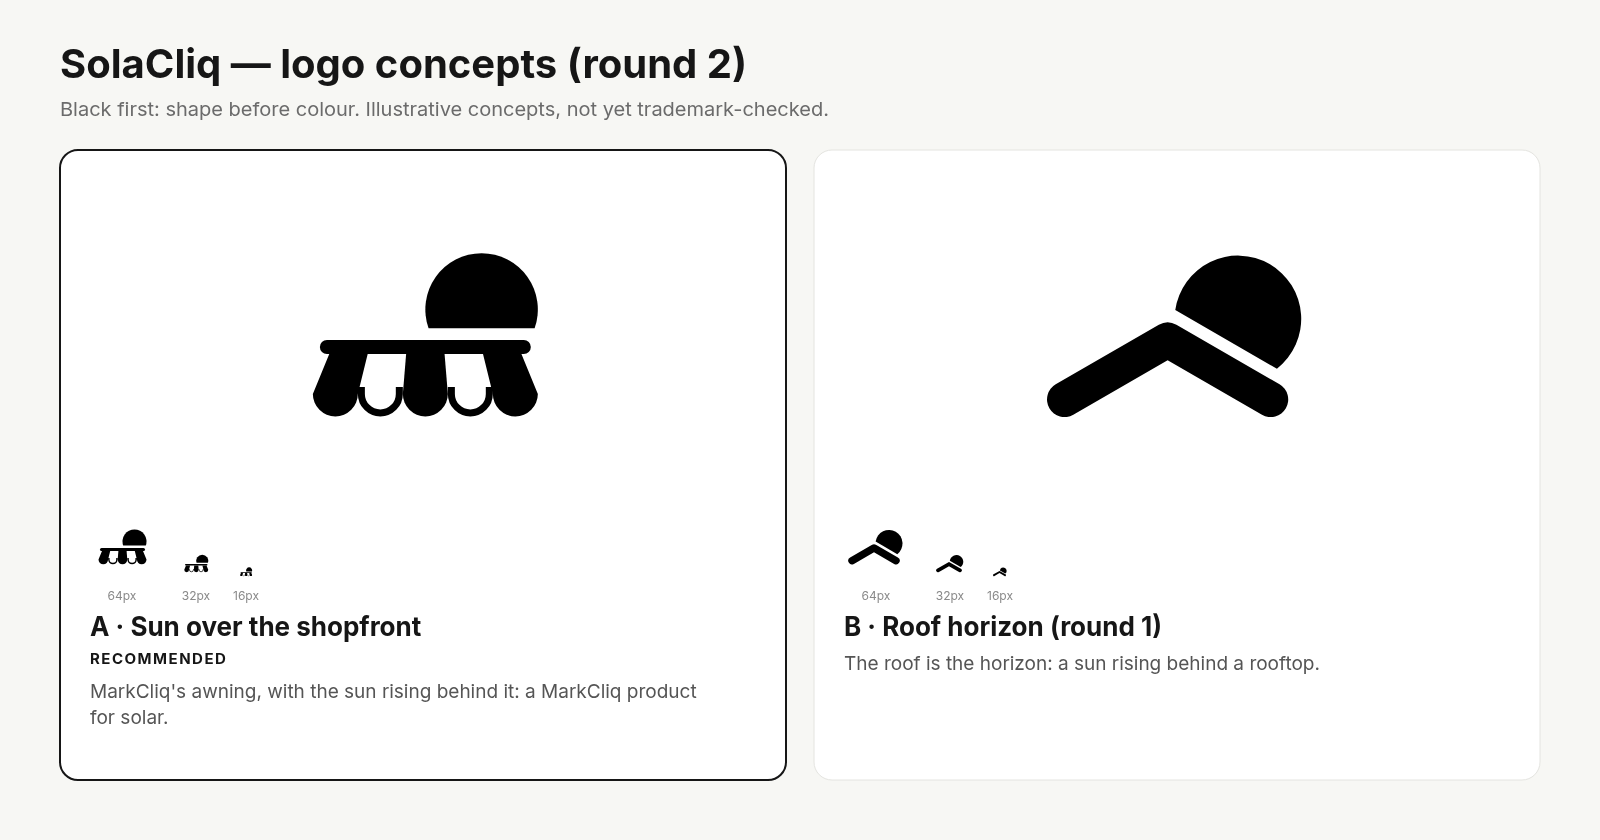 SolaCliq — logo concepts (round 2)
Black first: shape before colour. Illustrative concepts, not yet trademark-checked.
64px 32px 16px
A · Sun over the shopfront
RECOMMENDED
MarkCliq's awning, with the sun rising behind it: a MarkCliq product
for solar.
64px 32px 16px
B · Roof horizon (round 1)
The roof is the horizon: a sun rising behind a rooftop.